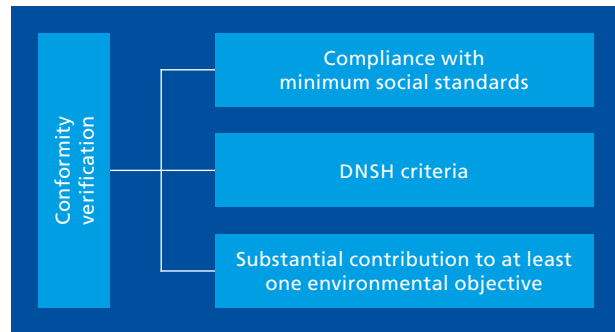 Conformity
verification
Compliance with
minimum social standards
DNSH criteria
Substantial contribution to at least
one environmental objective